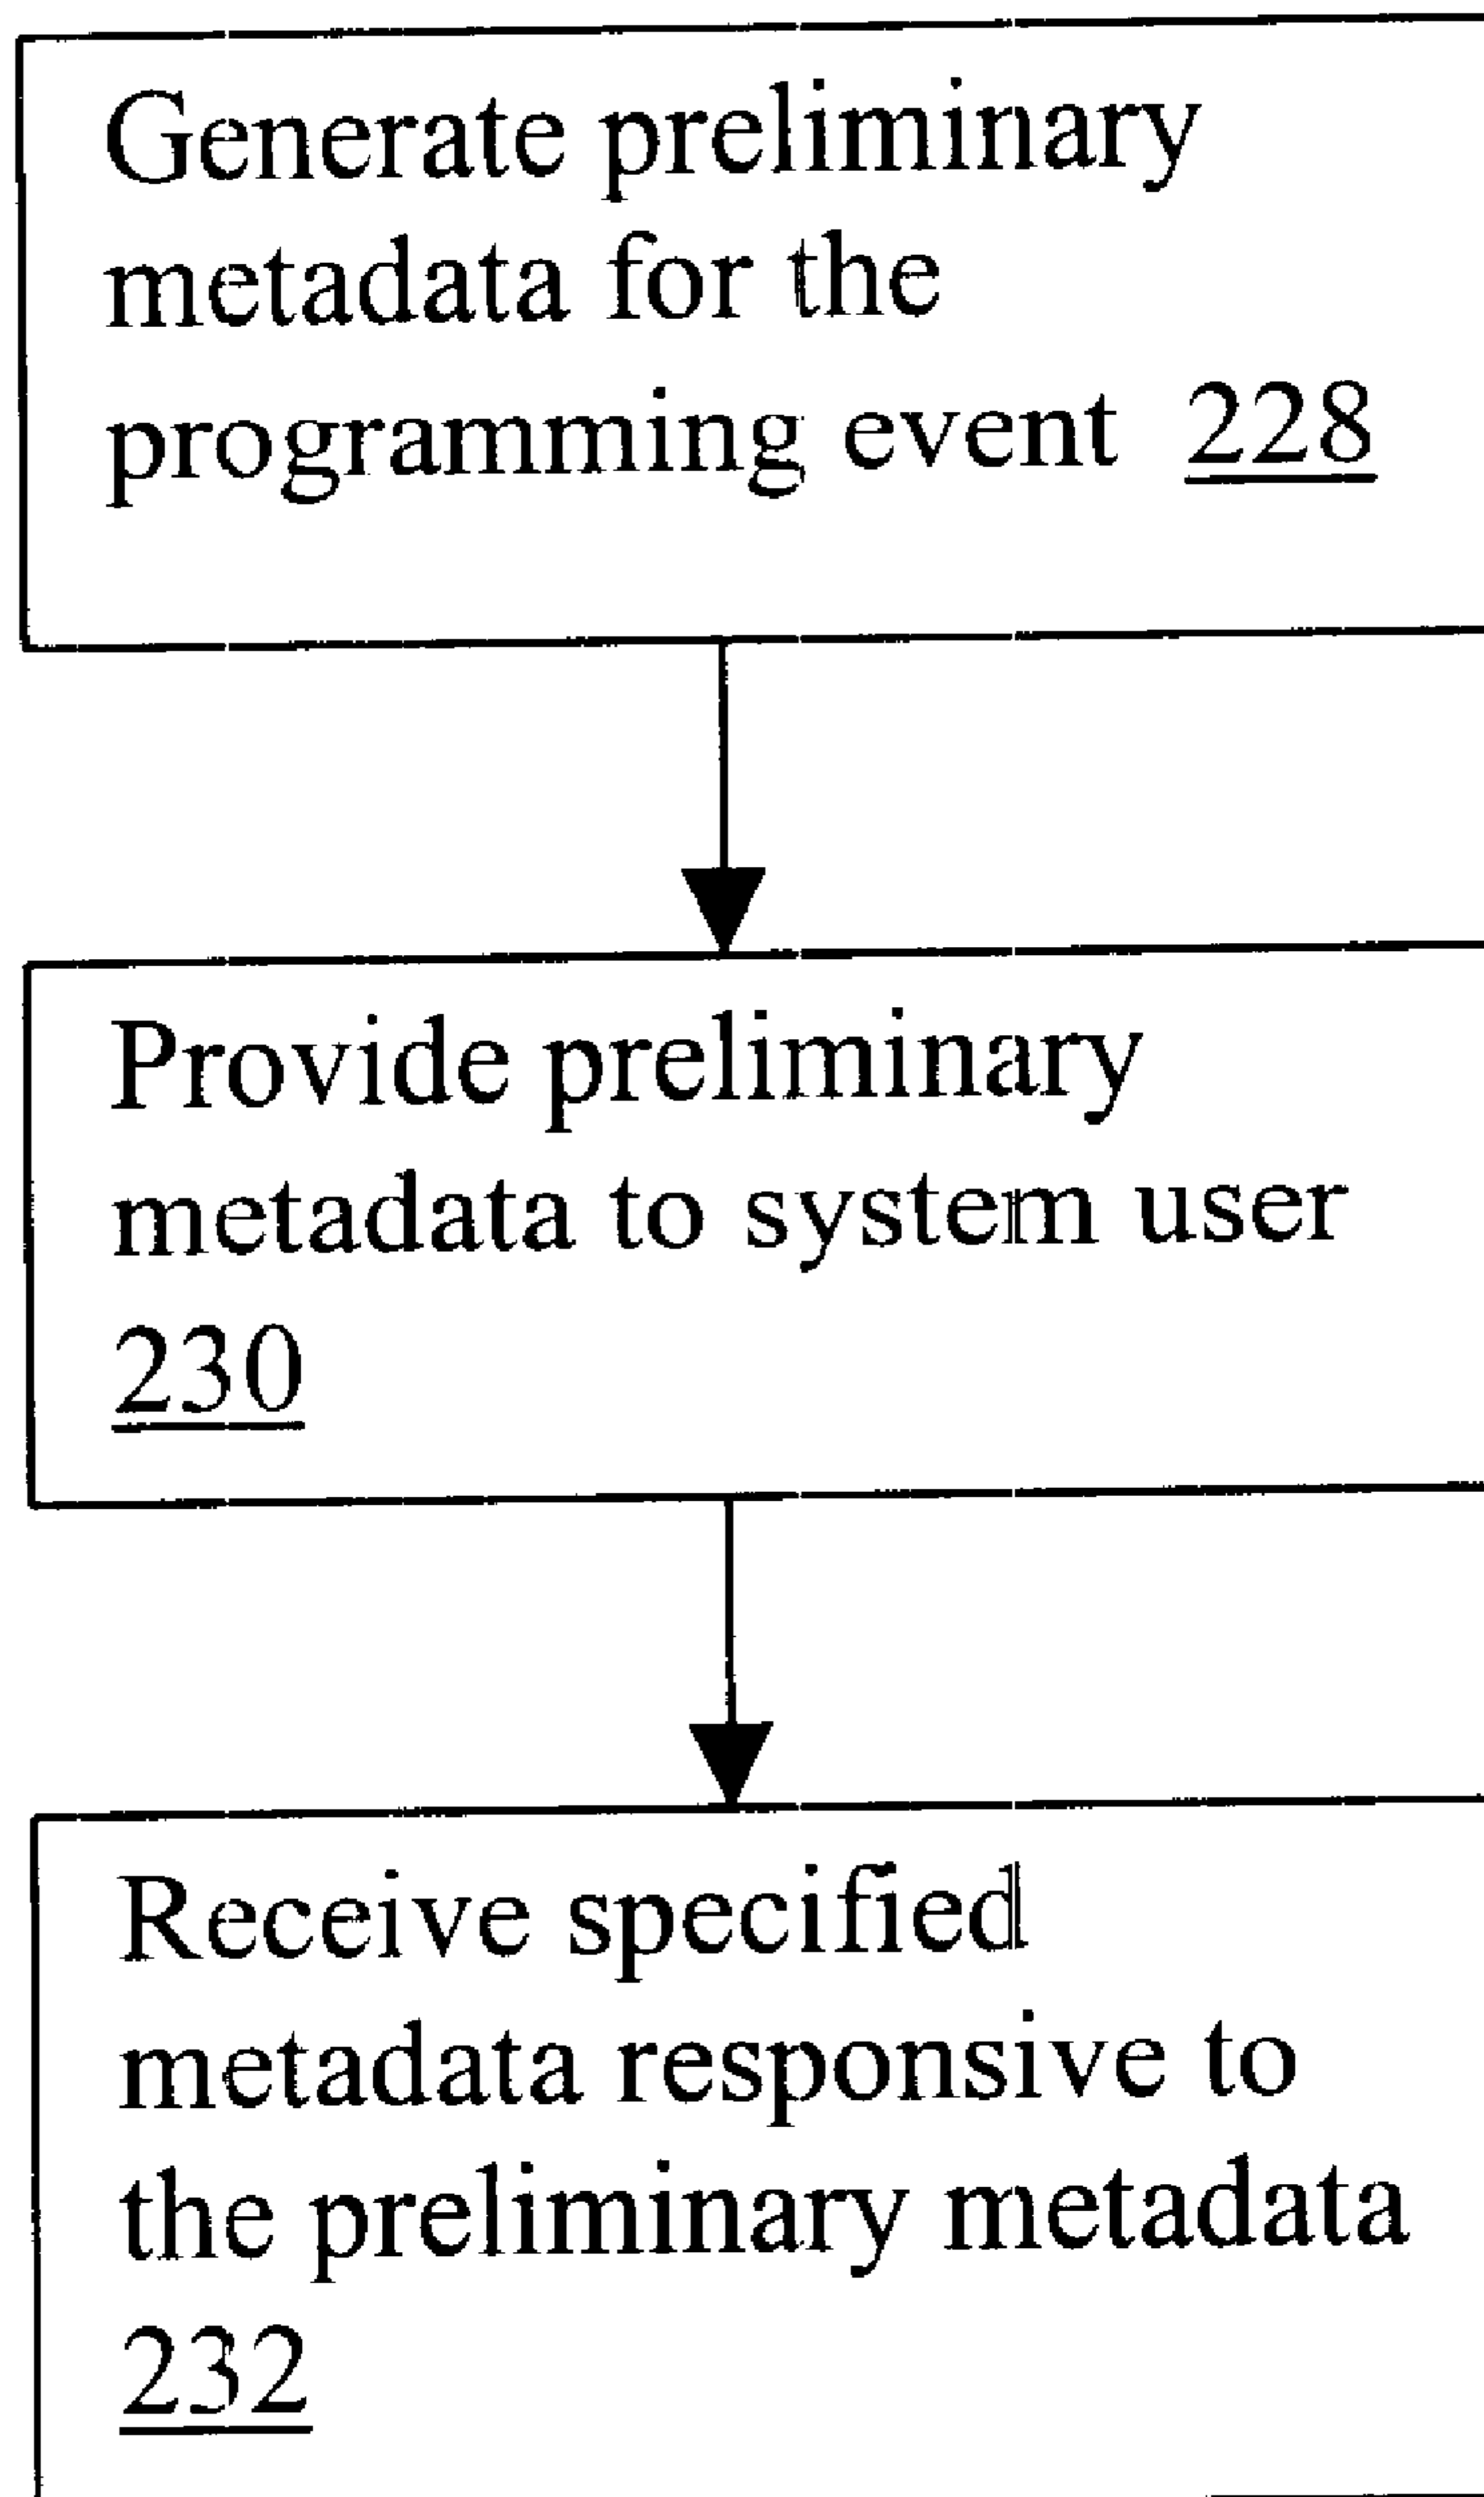 Generate preliminary
metadata for the
programming event 228
Provide preliminary
metadata to system user
230
Receive specified
metadata responsive to
the preliminary metadata
232